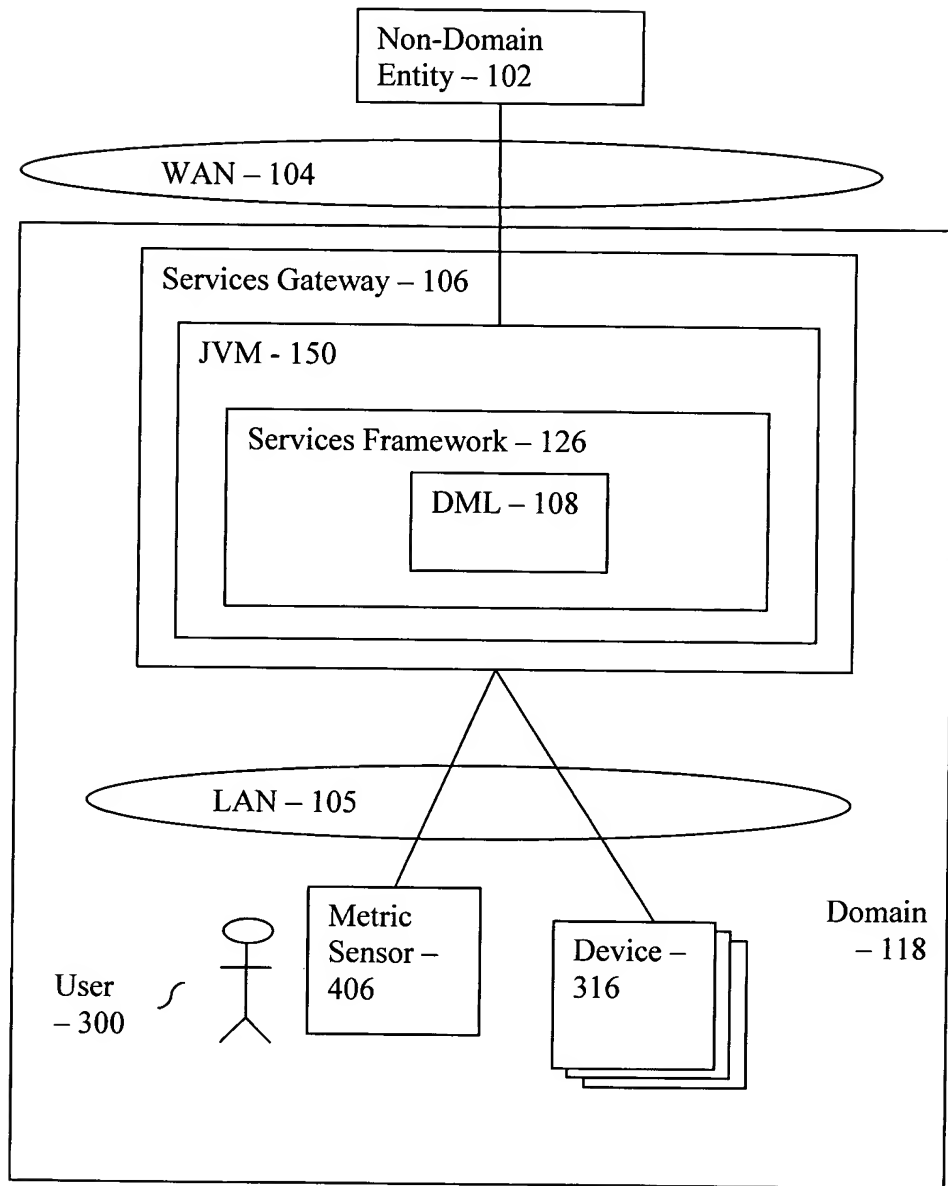 Non-Domain
Entity – 102
WAN – 104
Services Gateway – 106
JVM - 150
Services Framework – 126
DML – 108
LAN – 105
Metric
Sensor –
406
Device –
316
Domain
– 118
User
– 300